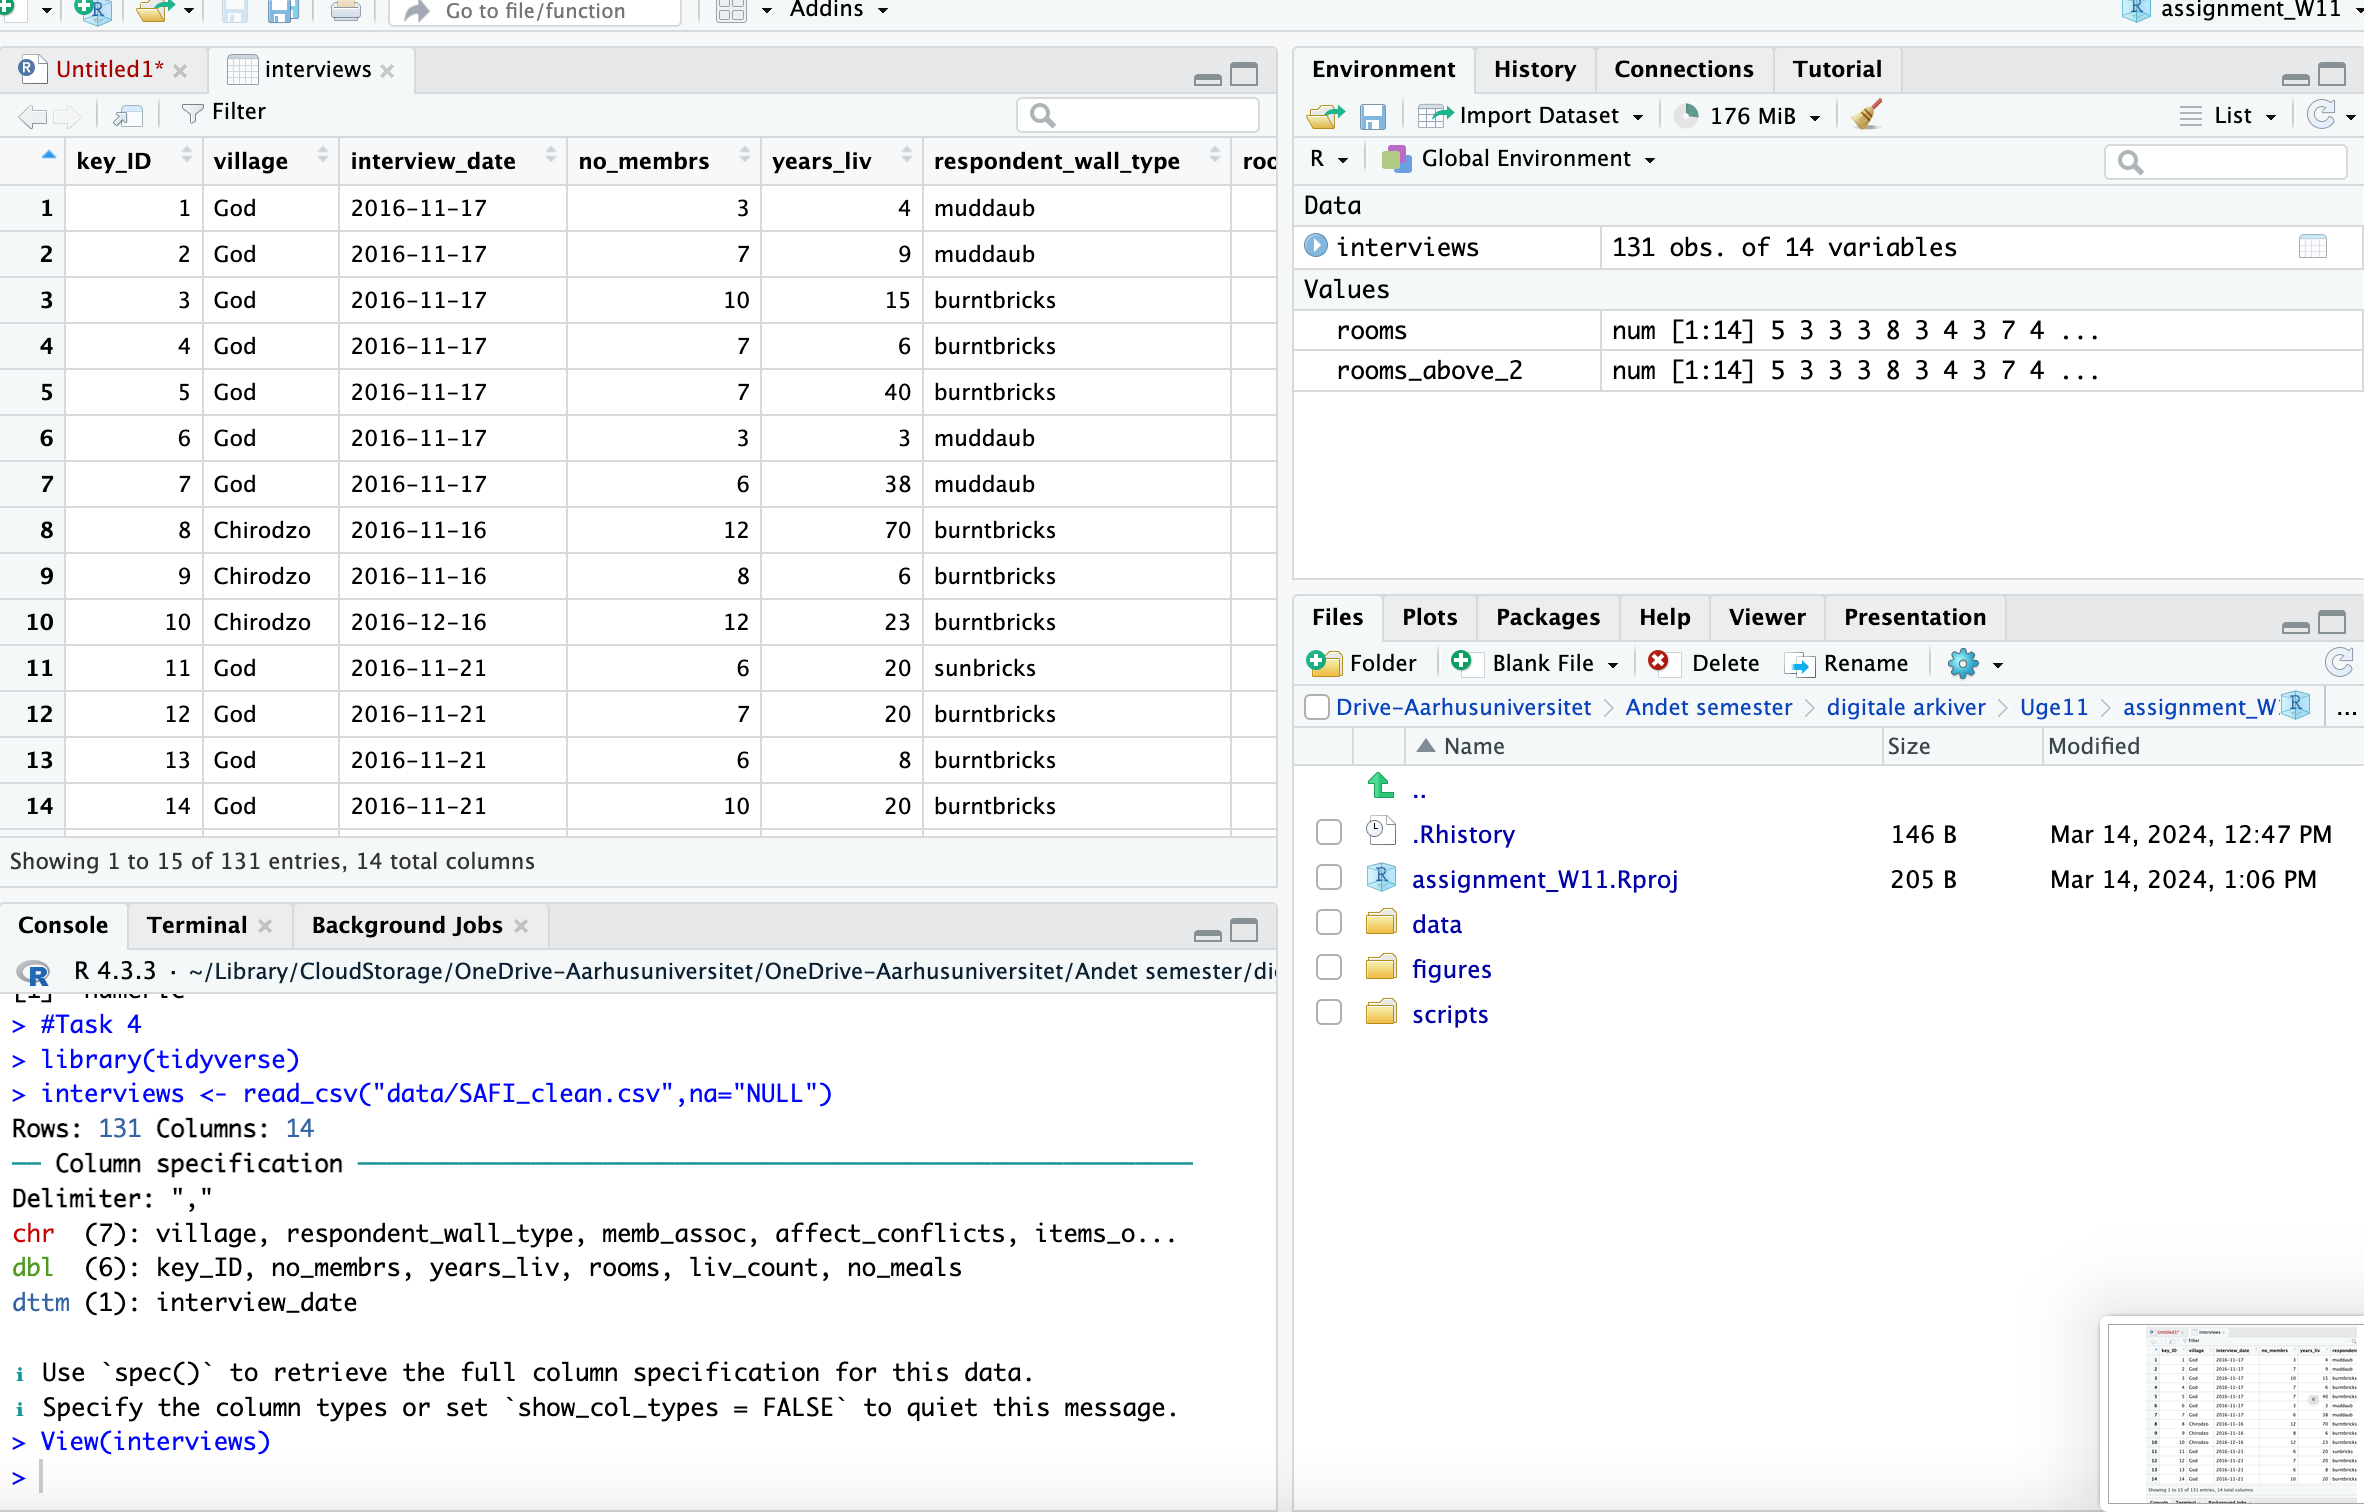 Go to file/function Addins assignment_W11
Untitled1* interviews
Filter
key_ID village interview_date no_membrs years_liv respondent_wall_type roo
1 1 God 2016-11-17 3 4 muddaub
2 2 God 2016-11-17 7 9 muddaub
3 3 God 2016-11-17 10 15 burntbricks
4 4 God 2016-11-17 7 6 burntbricks
5 5 God 2016-11-17 7 40 burntbricks
6 6 God 2016-11-17 3 3 muddaub
7 7 God 2016-11-17 6 38 muddaub
8 8 Chirodzo 2016-11-16 12 70 burntbricks
9 9 Chirodzo 2016-11-16 8 6 burntbricks
10 10 Chirodzo 2016-12-16 12 23 burntbricks
11 11 God 2016-11-21 6 20 sunbricks
12 12 God 2016-11-21 7 20 burntbricks
13 13 God 2016-11-21 6 8 burntbricks
14 14 God 2016-11-21 10 20 burntbricks
Showing 1 to 15 of 131 entries, 14 total columns
Console Terminal Background Jobs
R 4.3.3 · ~/Library/CloudStorage/OneDrive-Aarhusuniversitet/OneDrive-Aarhusuniversitet/Andet semester/di
> #Task 4
> library(tidyverse)
> interviews <- read_csv("data/SAFI_clean.csv",na="NULL")
Rows: 131 Columns: 14
── Column specification ──────────────
Delimiter: ","
chr (7): village, respondent_wall_type, memb_assoc, affect_conflicts, items_o...
dbl (6): key_ID, no_membrs, years_liv, rooms, liv_count, no_meals
dttm (1): interview_date
ℹ Use `spec()` to retrieve the full column specification for this data.
ℹ Specify the column types or set `show_col_types = FALSE` to quiet this message.
> View(interviews)
>
Environment History Connections Tutorial
Import Dataset 176 MiB List
R Global Environment
Data
interviews 131 obs. of 14 variables
Values
rooms num [1:14] 5 3 3 3 8 3 4 3 7 4 ...
rooms_above_2 num [1:14] 5 3 3 3 8 3 4 3 7 4 ...
Files Plots Packages Help Viewer Presentation
Folder Blank File Delete Rename
Drive-Aarhusuniversitet > Andet semester > digitale arkiver > Uge11 > assignment_W ...
Name Size Modified
..
.Rhistory 146 B Mar 14, 2024, 12:47 PM
assignment_W11.Rproj 205 B Mar 14, 2024, 1:06 PM
data
figures
scripts